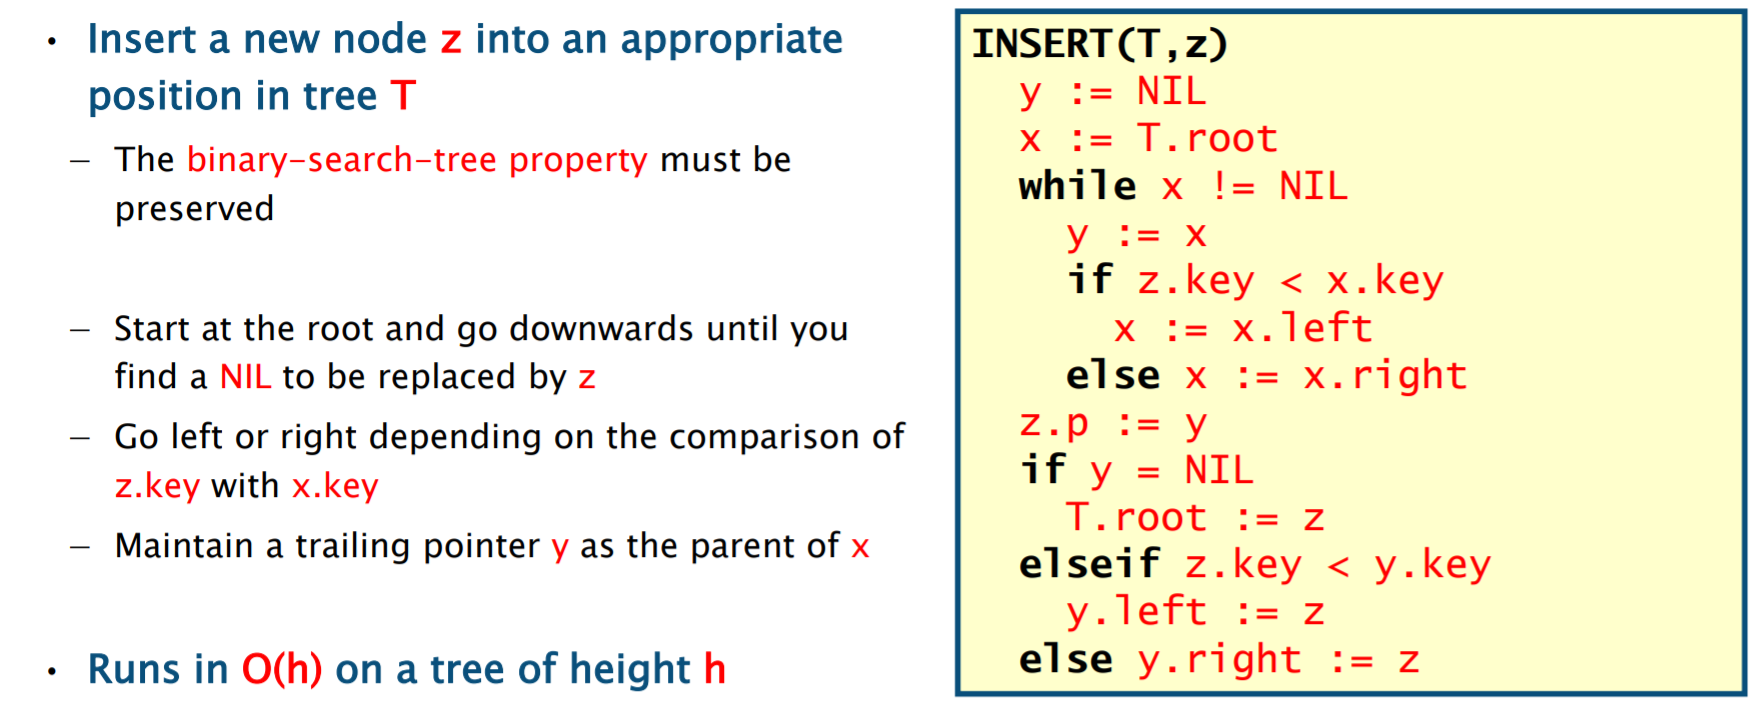 • Insert a new node z into an appropriate
position in tree T
– The binary-search-tree property must be
preserved
– Start at the root and go downwards until you
find a NIL to be replaced by z
– Go left or right depending on the comparison of
z.key with x.key
– Maintain a trailing pointer y as the parent of x
• Runs in O(h) on a tree of height h
INSERT(T,z)
y := NIL
x := T.root
while x != NIL
y := x
if z.key < x.key
x := x.left
else x := x.right
z.p := y
if y = NIL
T.root := z
elseif z.key < y.key
y.left := z
else y.right := z